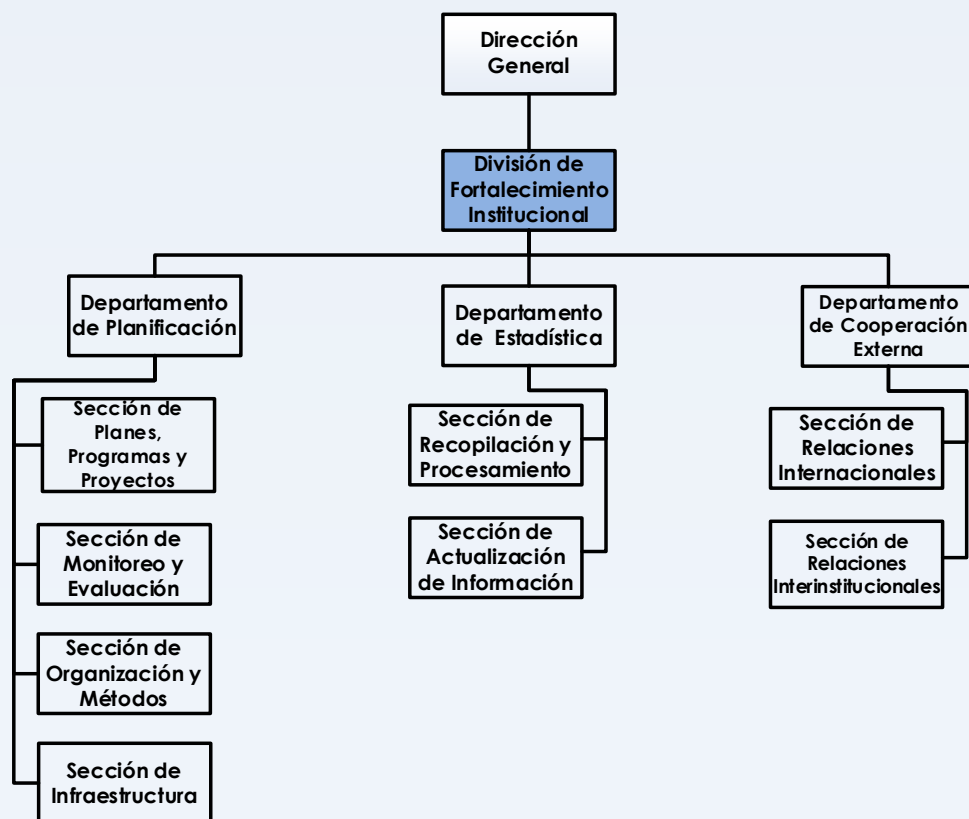 Dirección
General
División de
Fortalecimiento
Institucional
Departamento
de Planificación
Departamento
de Estadística
Departamento
de Cooperación
Externa
Sección de
Planes,
Programas y
Proyectos
Sección de
Monitoreo y
Evaluación
Sección de
Organización y
Métodos
Sección de
Infraestructura
Sección de
Recopilación y
Procesamiento
Sección de
Actualización
de Información
Sección de
Relaciones
Internacionales
Sección de
Relaciones
Interinstitucionales